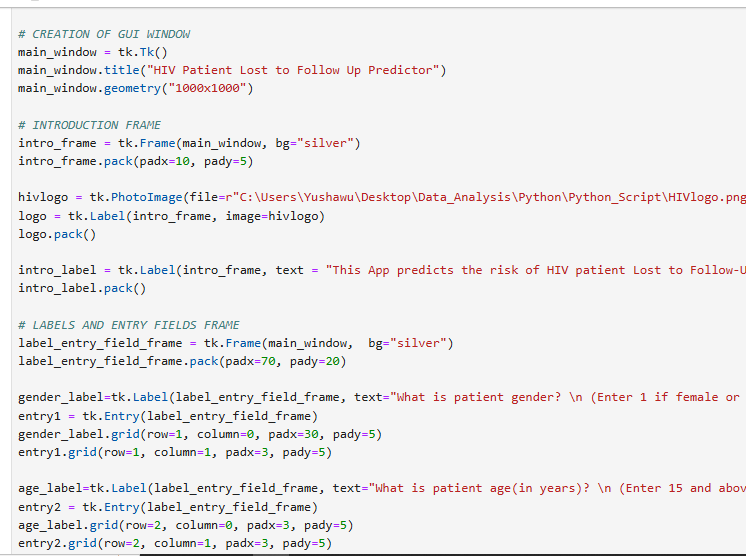 # CREATION OF GUI WINDOW
main_window = tk.Tk()
main_window.title("HIV Patient Lost to Follow Up Predictor")
main_window.geometry("1000x1000")
# INTRODUCTION FRAME
intro_frame = tk.Frame(main_window, bg="silver")
intro_frame.pack(padx=10, pady=5)
hivlogo = tk.PhotoImage(file=r"C:\Users\Yushawu\Desktop\Data_Analysis\Python\Python_Script\HIVlogo.png
logo = tk.Label(intro_frame, image=hivlogo)
logo.pack()
intro_label = tk.Label(intro_frame, text = "This App predicts the risk of HIV patient Lost to Follow-U
intro_label.pack()
# LABELS AND ENTRY FIELDS FRAME
label_entry_field_frame = tk.Frame(main_window,  bg="silver")
label_entry_field_frame.pack(padx=70, pady=20)
gender_label=tk.Label(label_entry_field_frame, text="What is patient gender? \n (Enter 1 if female or
entry1 = tk.Entry(label_entry_field_frame)
gender_label.grid(row=1, column=0, padx=30, pady=5)
entry1.grid(row=1, column=1, padx=3, pady=5)
age_label=tk.Label(label_entry_field_frame, text="What is patient age(in years)? \n (Enter 15 and abov
entry2 = tk.Entry(label_entry_field_frame)
age_label.grid(row=2, column=0, padx=3, pady=5)
entry2.grid(row=2, column=1, padx=3, pady=5)